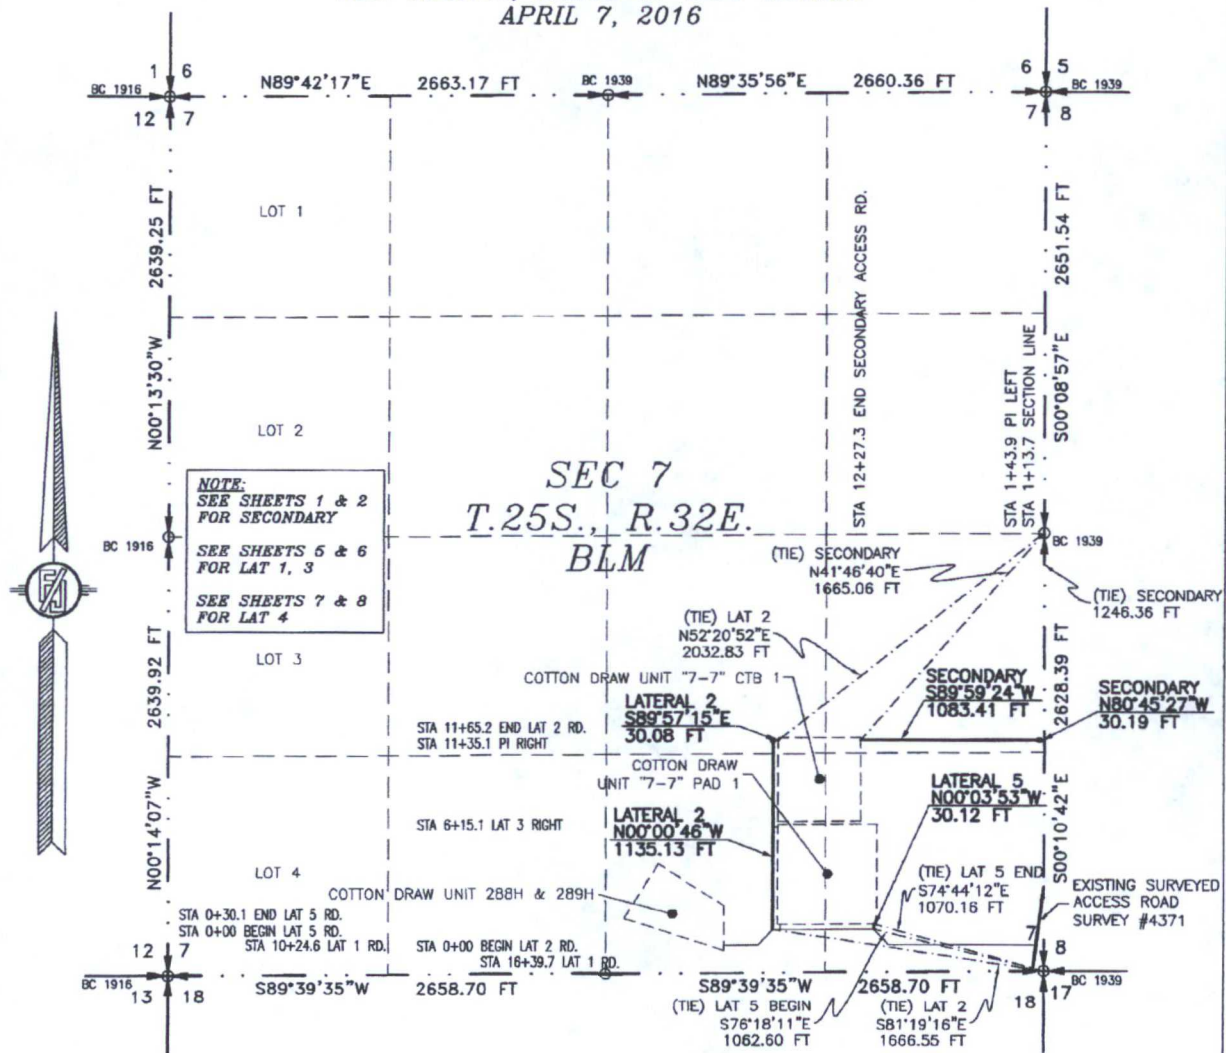 APRIL 7, 2016
1 6
BC 1916
12 7
N89°42'17"E 2663.17 FT
BC 1939
N89°35'56"E 2660.36 FT
6 5
BC 1939
7 8
2639.25 FT
N00°13'30"W
LOT 1
LOT 2
STA 12+27.3 END SECONDARY ACCESS RD.
STA 1+43.9 PI LEFT
STA 1+13.7 SECTION LINE
2651.54 FT
S00°08'57"E
NOTE:
SEE SHEETS 1 & 2
FOR SECONDARY
SEE SHEETS 5 & 6
FOR LAT 1, 3
SEE SHEETS 7 & 8
FOR LAT 4
SEC 7
T.25S., R.32E.
BLM
BC 1916
BC 1939
(TIE) SECONDARY
N41°46'40"E
1665.06 FT
(TIE) SECONDARY
1246.36 FT
(TIE) LAT 2
N52°20'52"E
2032.83 FT
2639.92 FT
N00°14'07"W
LOT 3
COTTON DRAW UNIT "7-7" CTB 1
SECONDARY
S89°59'24"W
1083.41 FT
2628.39 FT
S00°10'42"E
SECONDARY
N80°45'27"W
30.19 FT
LATERAL 2
S89°57'15"E
30.08 FT
STA 11+65.2 END LAT 2 RD.
STA 11+35.1 PI RIGHT
COTTON DRAW
UNIT "7-7" PAD 1
LATERAL 5
N00°03'53"W
30.12 FT
LATERAL 2
N00°00'46"W
1135.13 FT
STA 6+15.1 LAT 3 RIGHT
LOT 4
COTTON DRAW UNIT 288H & 289H
(TIE) LAT 5 END
S74°44'12"E
1070.16 FT
EXISTING SURVEYED
ACCESS ROAD
SURVEY #4371
STA 0+30.1 END LAT 5 RD.
STA 0+00 BEGIN LAT 5 RD.
STA 10+24.6 LAT 1 RD.
STA 0+00 BEGIN LAT 2 RD.
STA 16+39.7 LAT 1 RD.
12 7
BC 1916
13 18
S89°39'35"W 2658.70 FT
S89°39'35"W 2658.70 FT
7 8
18 17
BC 1939
(TIE) LAT 5 BEGIN
S76°18'11"E
1062.60 FT
(TIE) LAT 2
S81°19'16"E
1666.55 FT